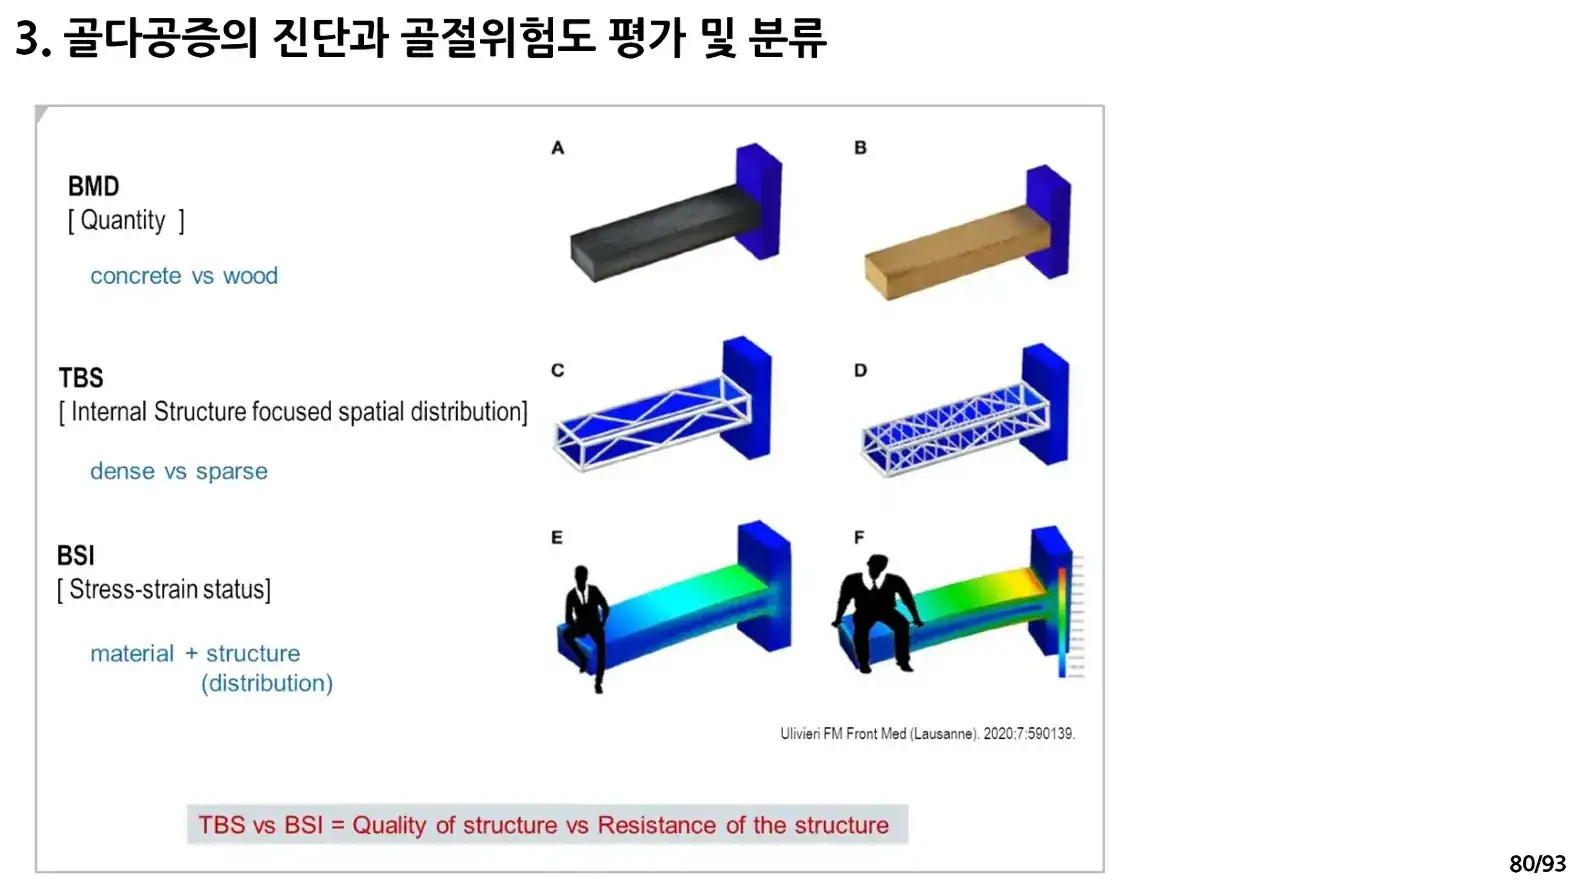 3. 골다공증의 진단과 골절위험도 평가 및 분류
A
B
BMD
[ Quantity ]
concrete vs wood
C
D
TBS
[ Internal Structure focused spatial distribution]
dense vs sparse
E
F
BSI
[ Stress-strain status]
material + structure
(distribution)
Ulivieri FM Front Med (Lausanne). 2020:7:590139.
TBS vs BSI = Quality of structure vs Resistance of the structure
80/93